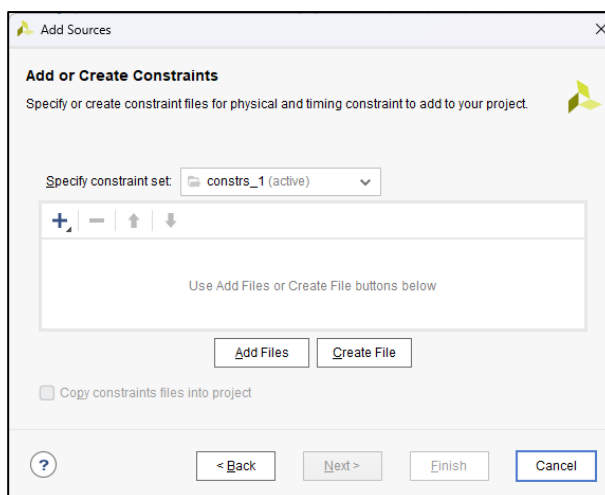 Add Sources
Add or Create Constraints
Specify or create constraint files for physical and timing constraint to add to your project.
Specify constraint set: constrs_1 (active)
Use Add Files or Create File buttons below
Add Files Create File
Copy constraints files into project
? < Back Next > Finish Cancel